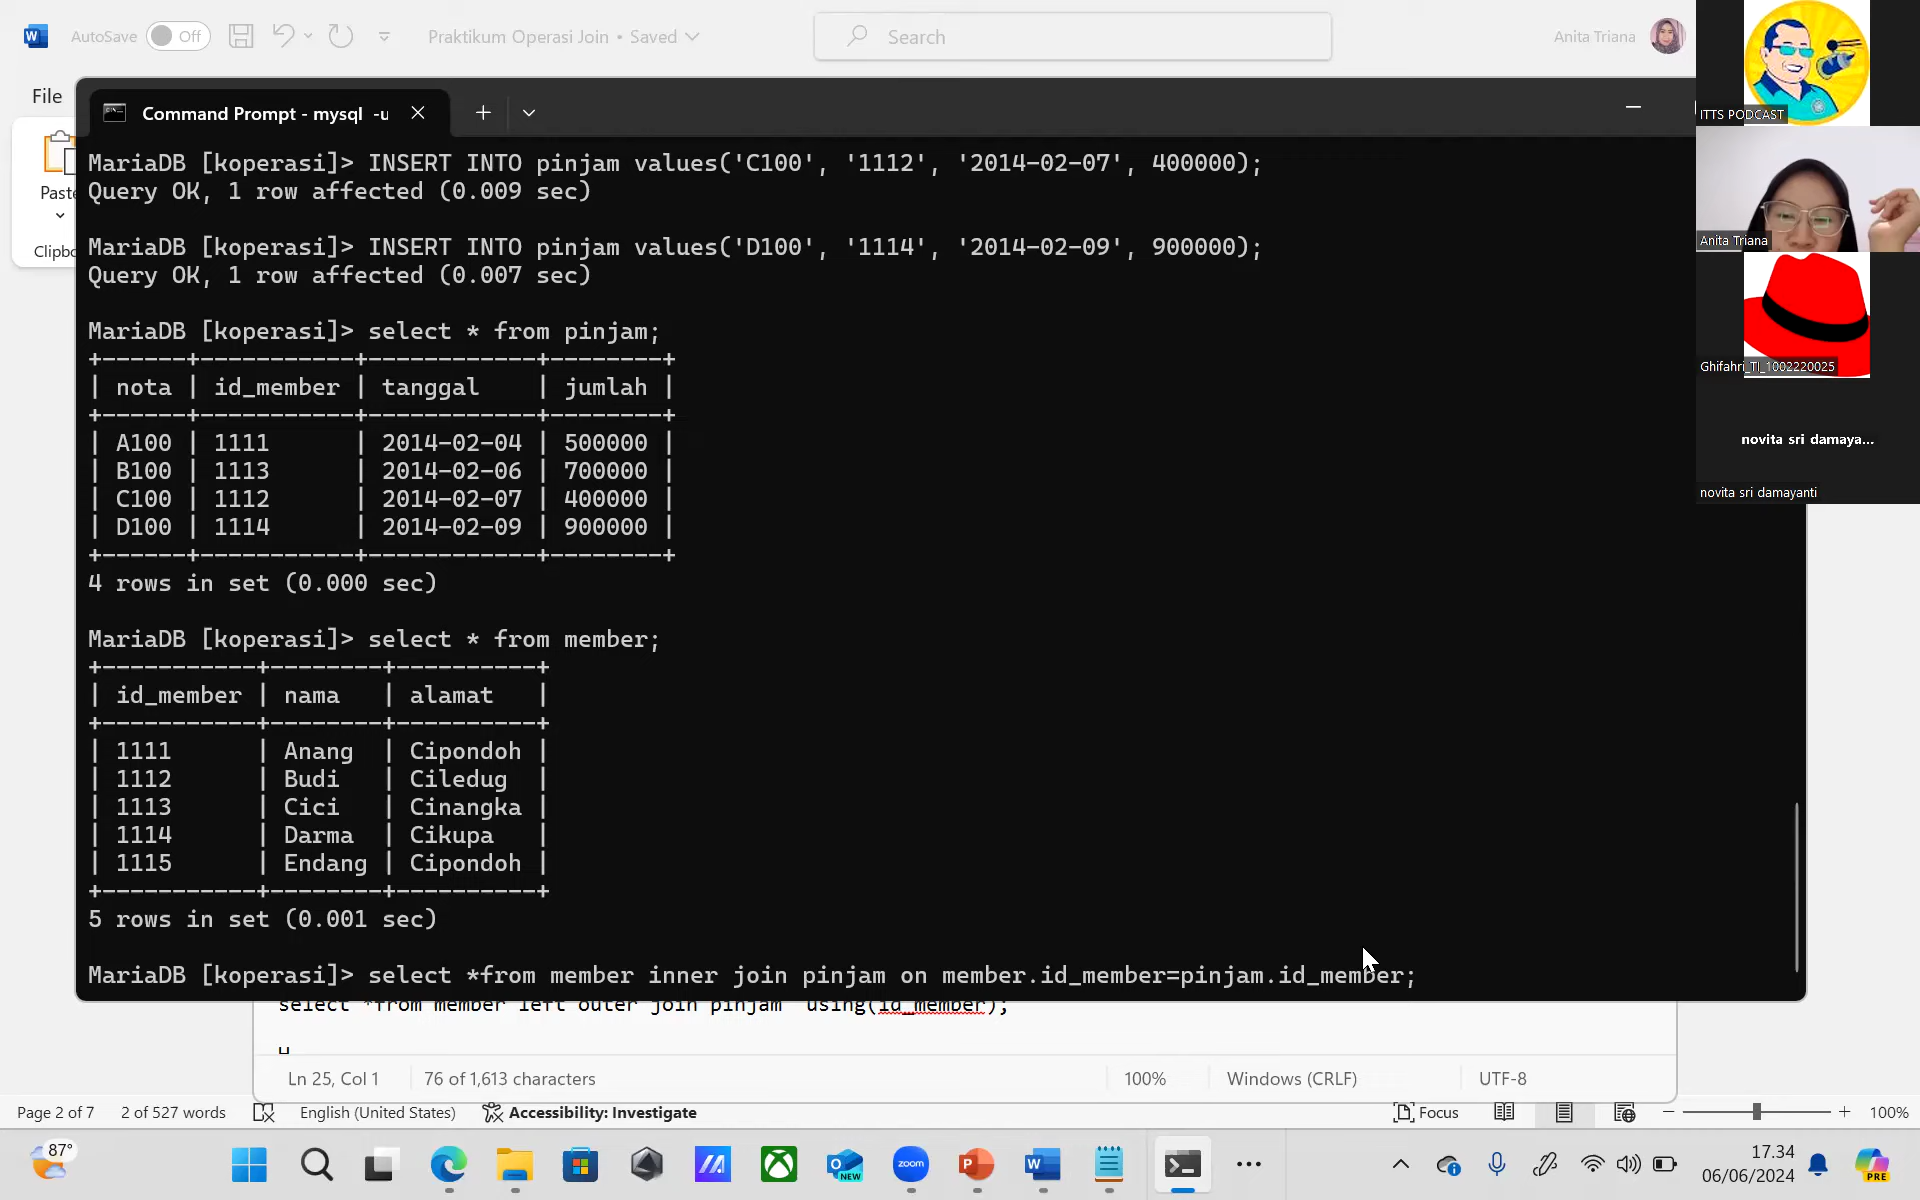 AutoSave Off Praktikum Operasi Join • Saved Search Anita Triana
File
Paste
Command Prompt - mysql -u
MariaDB [koperasi]> INSERT INTO pinjam values('C100', '1112', '2014-02-07', 400000);
Query OK, 1 row affected (0.009 sec)
MariaDB [koperasi]> INSERT INTO pinjam values('D100', '1114', '2014-02-09', 900000);
Query OK, 1 row affected (0.007 sec)
MariaDB [koperasi]> select * from pinjam;
+------+-----------+------------+--------+
| nota | id_member | tanggal    | jumlah |
+------+-----------+------------+--------+
| A100 | 1111      | 2014-02-04 | 500000 |
| B100 | 1113      | 2014-02-06 | 700000 |
| C100 | 1112      | 2014-02-07 | 400000 |
| D100 | 1114      | 2014-02-09 | 900000 |
+------+-----------+------------+--------+
4 rows in set (0.000 sec)
MariaDB [koperasi]> select * from member;
+-----------+--------+----------+
| id_member | nama   | alamat   |
+-----------+--------+----------+
| 1111      | Anang  | Cipondoh |
| 1112      | Budi   | Ciledug  |
| 1113      | Cici   | Cinangka |
| 1114      | Darma  | Cikupa   |
| 1115      | Endang | Cipondoh |
+-----------+--------+----------+
5 rows in set (0.001 sec)
MariaDB [koperasi]> select *from member inner join pinjam on member.id_member=pinjam.id_member;
ITTS PODCAST
Anita Triana
Ghifahri_TI_1002220025
novita sri damaya...
novita sri damayanti
Clipbo
select *from member left outer join pinjam using(id_member);
Ln 25, Col 1 76 of 1,613 characters 100% Windows (CRLF) UTF-8
Page 2 of 7 2 of 527 words English (United States) Accessibility: Investigate Focus 100%
87° NEW zoom PRE
17.34
06/06/2024